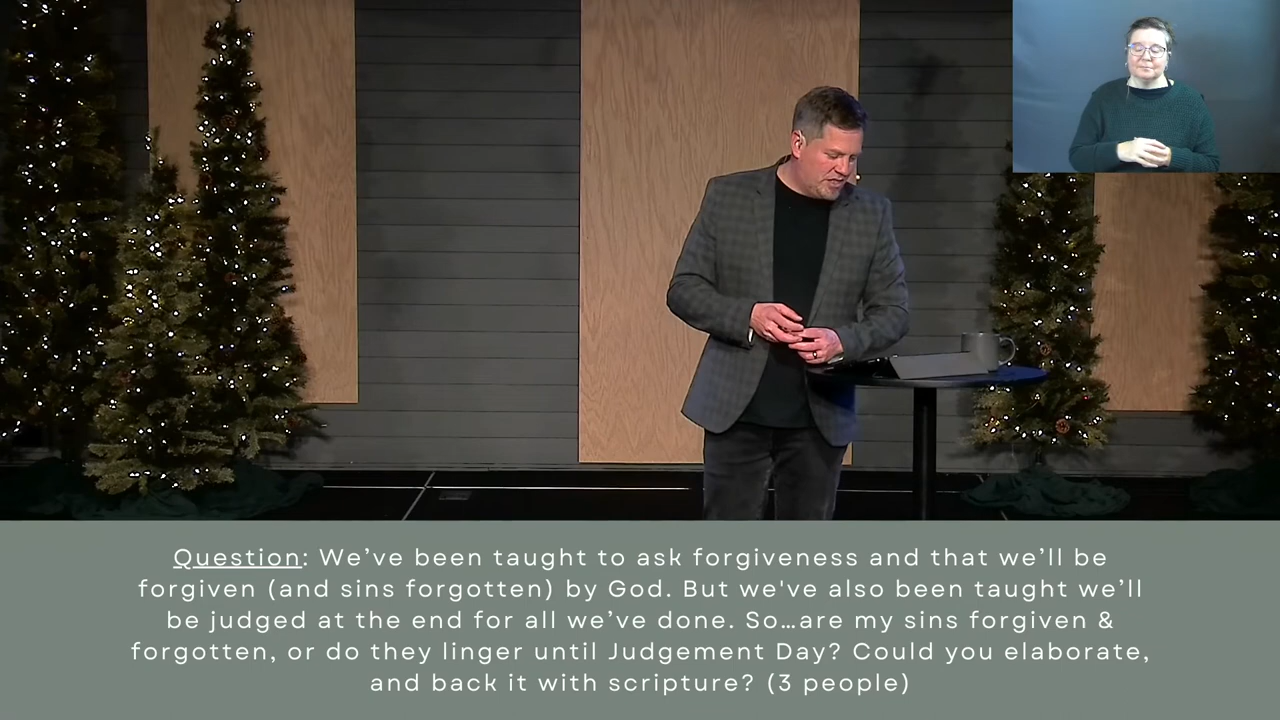 Question: We’ve been taught to ask forgiveness and that we’ll be
forgiven (and sins forgotten) by God. But we've also been taught we’ll
be judged at the end for all we’ve done. So…are my sins forgiven &
forgotten, or do they linger until Judgement Day? Could you elaborate,
and back it with scripture? (3 people)